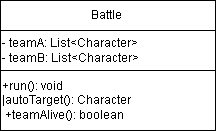 Battle
- teamA: List<Character>
- teamB: List<Character>
+run(): void
|autoTarget(): Character
+teamAlive(): boolean